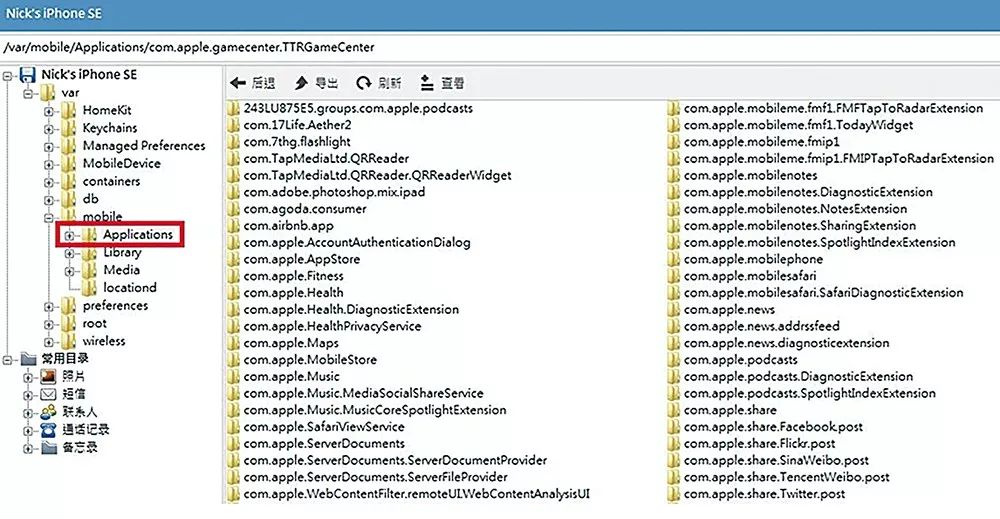 Nick's iPhone SE
/var/mobile/Applications/com.apple.gamecenter.TTRGameCenter
Nick's iPhone SE
var
HomeKit
Keychains
Managed Preferences
MobileDevice
containers
db
mobile
Applications
Library
Media
locationd
preferences
root
wireless
常用目录
照片
短信
联系人
通话记录
备忘录
后退 导出 刷新 查看
243LU875E5.groups.com.apple.podcasts
com.17Life.Aether2
com.7thg.flashlight
com.TapMediaLtd.QRReader
com.TapMediaLtd.QRReader.QRReaderWidget
com.adobe.photoshop.mix.ipad
com.agoda.consumer
com.airbnb.app
com.apple.AccountAuthenticationDialog
com.apple.AppStore
com.apple.Fitness
com.apple.Health
com.apple.Health.DiagnosticExtension
com.apple.HealthPrivacyService
com.apple.Maps
com.apple.MobileStore
com.apple.Music
com.apple.Music.MediaSocialShareService
com.apple.Music.MusicCoreSpotlightExtension
com.apple.SafariViewService
com.apple.ServerDocuments
com.apple.ServerDocuments.ServerDocumentProvider
com.apple.ServerDocuments.ServerFileProvider
com.apple.WebContentFilter.remoteUI.WebContentAnalysisUI
com.apple.mobileme.fmf1.FMFTapToRadarExtension
com.apple.mobileme.fmf1.TodayWidget
com.apple.mobileme.fmip1
com.apple.mobileme.fmip1.FMIPTapToRadarExtension
com.apple.mobilenotes
com.apple.mobilenotes.DiagnosticExtension
com.apple.mobilenotes.NotesExtension
com.apple.mobilenotes.SharingExtension
com.apple.mobilenotes.SpotlightIndexExtension
com.apple.mobilephone
com.apple.mobilesafari
com.apple.mobilesafari.SafariDiagnosticExtension
com.apple.news
com.apple.news.addrssfeed
com.apple.news.diagnosticextension
com.apple.podcasts
com.apple.podcasts.DiagnosticExtension
com.apple.podcasts.SpotlightIndexExtension
com.apple.share
com.apple.share.Facebook.post
com.apple.share.Flickr.post
com.apple.share.SinaWeibo.post
com.apple.share.TencentWeibo.post
com.apple.share.Twitter.post